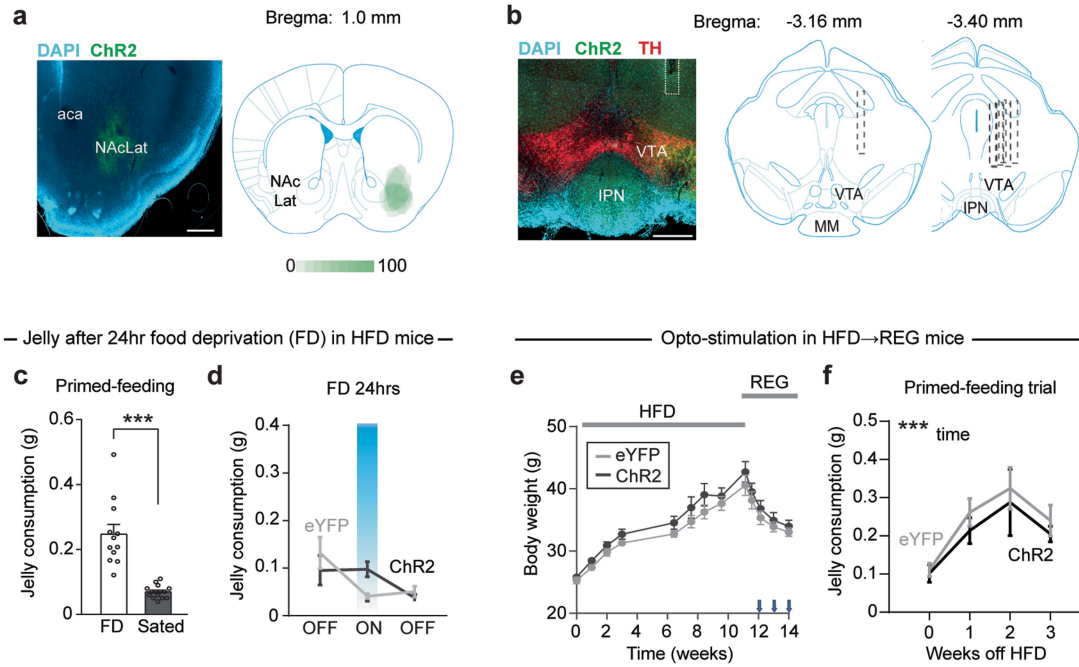 a
Bregma: 1.0 mm
DAPI ChR2
aca
NAcLat
NAc
Lat
0 100
b
Bregma: -3.16 mm -3.40 mm
DAPI ChR2 TH
VTA
IPN
VTA
MM
VTA
IPN
Jelly after 24hr food deprivation (FD) in HFD mice
c
Primed-feeding
***
Jelly consumption (g)
0.6
0.4
0.2
0
FD Sated
d
FD 24hrs
Jelly consumption (g)
0.4
0.3
0.2
0.1
0
eYFP
ChR2
OFF ON OFF
Opto-stimulation in HFD→REG mice
e
REG
HFD
eYFP
ChR2
Body weight (g)
50
40
30
20
0 2 4 6 8 10 12 14
Time (weeks)
f
Primed-feeding trial
*** time
Jelly consumption (g)
0.5
0.4
0.3
0.2
0.1
0
eYFP
ChR2
0 1 2 3
Weeks off HFD